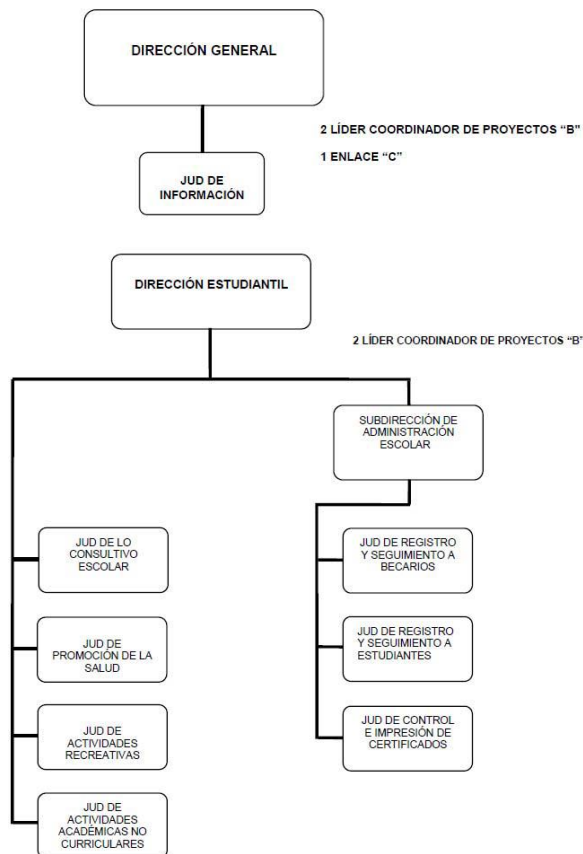 DIRECCIÓN GENERAL
2 LÍDER COORDINADOR DE PROYECTOS “B”
1 ENLACE “C”
JUD DE
INFORMACIÓN
DIRECCIÓN ESTUDIANTIL
2 LÍDER COORDINADOR DE PROYECTOS “B”
SUBDIRECCIÓN DE
ADMINISTRACIÓN
ESCOLAR
JUD DE LO
CONSULTIVO
ESCOLAR
JUD DE
PROMOCIÓN DE LA
SALUD
JUD DE
ACTIVIDADES
RECREATIVAS
JUD DE
ACTIVIDADES
ACADÉMICAS NO
CURRICULARES
JUD DE REGISTRO
Y SEGUIMIENTO A
BECARIOS
JUD DE REGISTRO
Y SEGUIMIENTO A
ESTUDIANTES
JUD DE CONTROL
E IMPRESIÓN DE
CERTIFICADOS